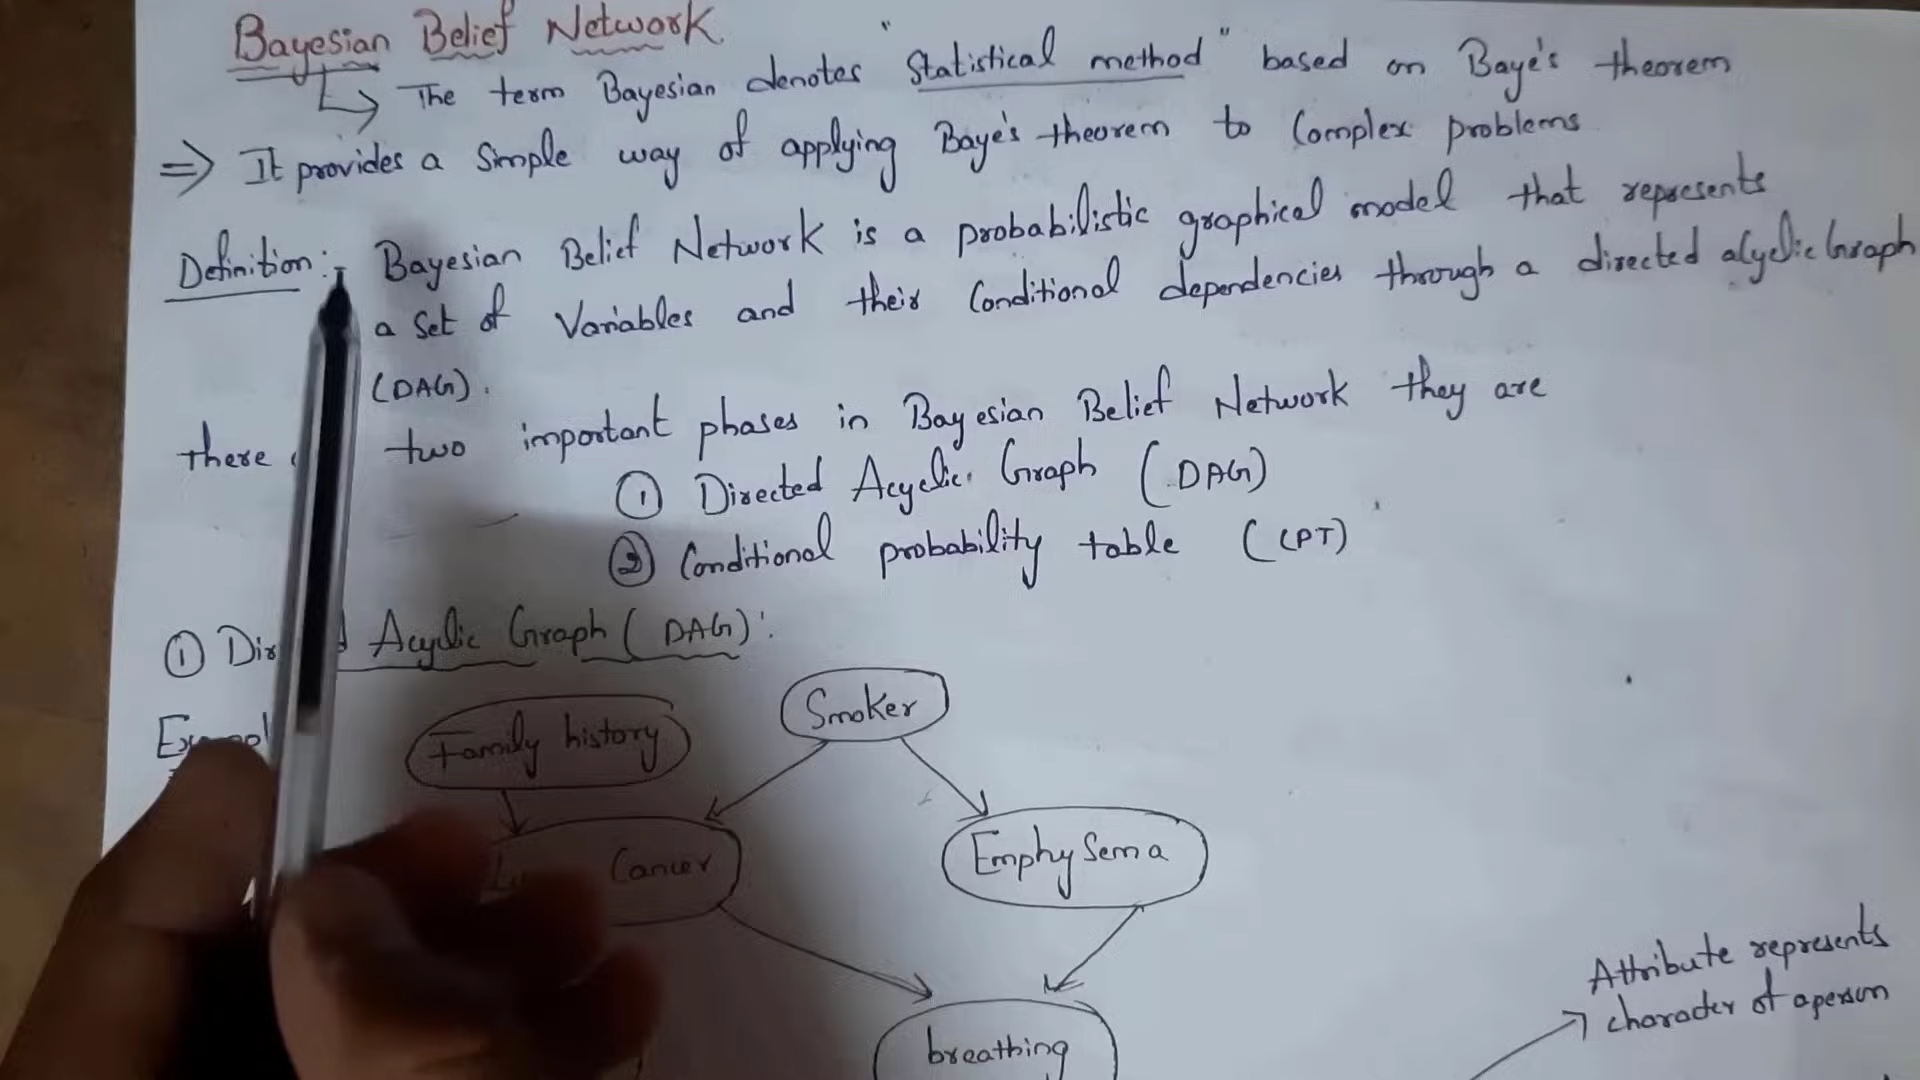 Bayesian Belief Network.
The term Bayesian denotes "Statistical method" based on Baye's theorem
=> It provides a Simple way of applying Baye's theorem to Complex problems
Definition:- Bayesian Belief Network is a probabilistic graphical model that represents
a set of Variables and their Conditional dependencies through a directed acyclic Graph
(DAG).
there two important phases in Bayesian Belief Network they are
① Directed Acyclic Graph (DAG)
② Conditional probability table (CPT)
① Acyclic Graph (DAG):
Smoker
Family history
Cancer
Emphysema
Attribute represents
character of a person
breathing